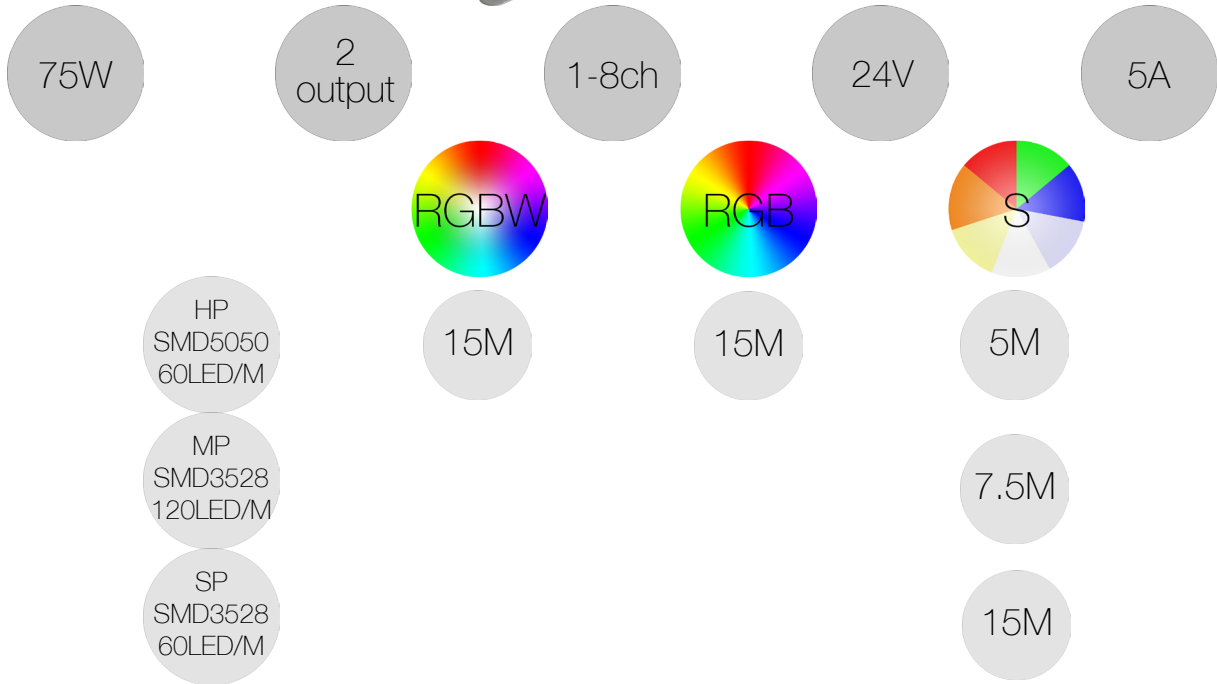 75W
2
output
1-8ch
24V
5A
RGBW
RGB
S
HP
SMD5050
60LED/M
15M
15M
5M
MP
SMD3528
120LED/M
7.5M
SP
SMD3528
60LED/M
15M